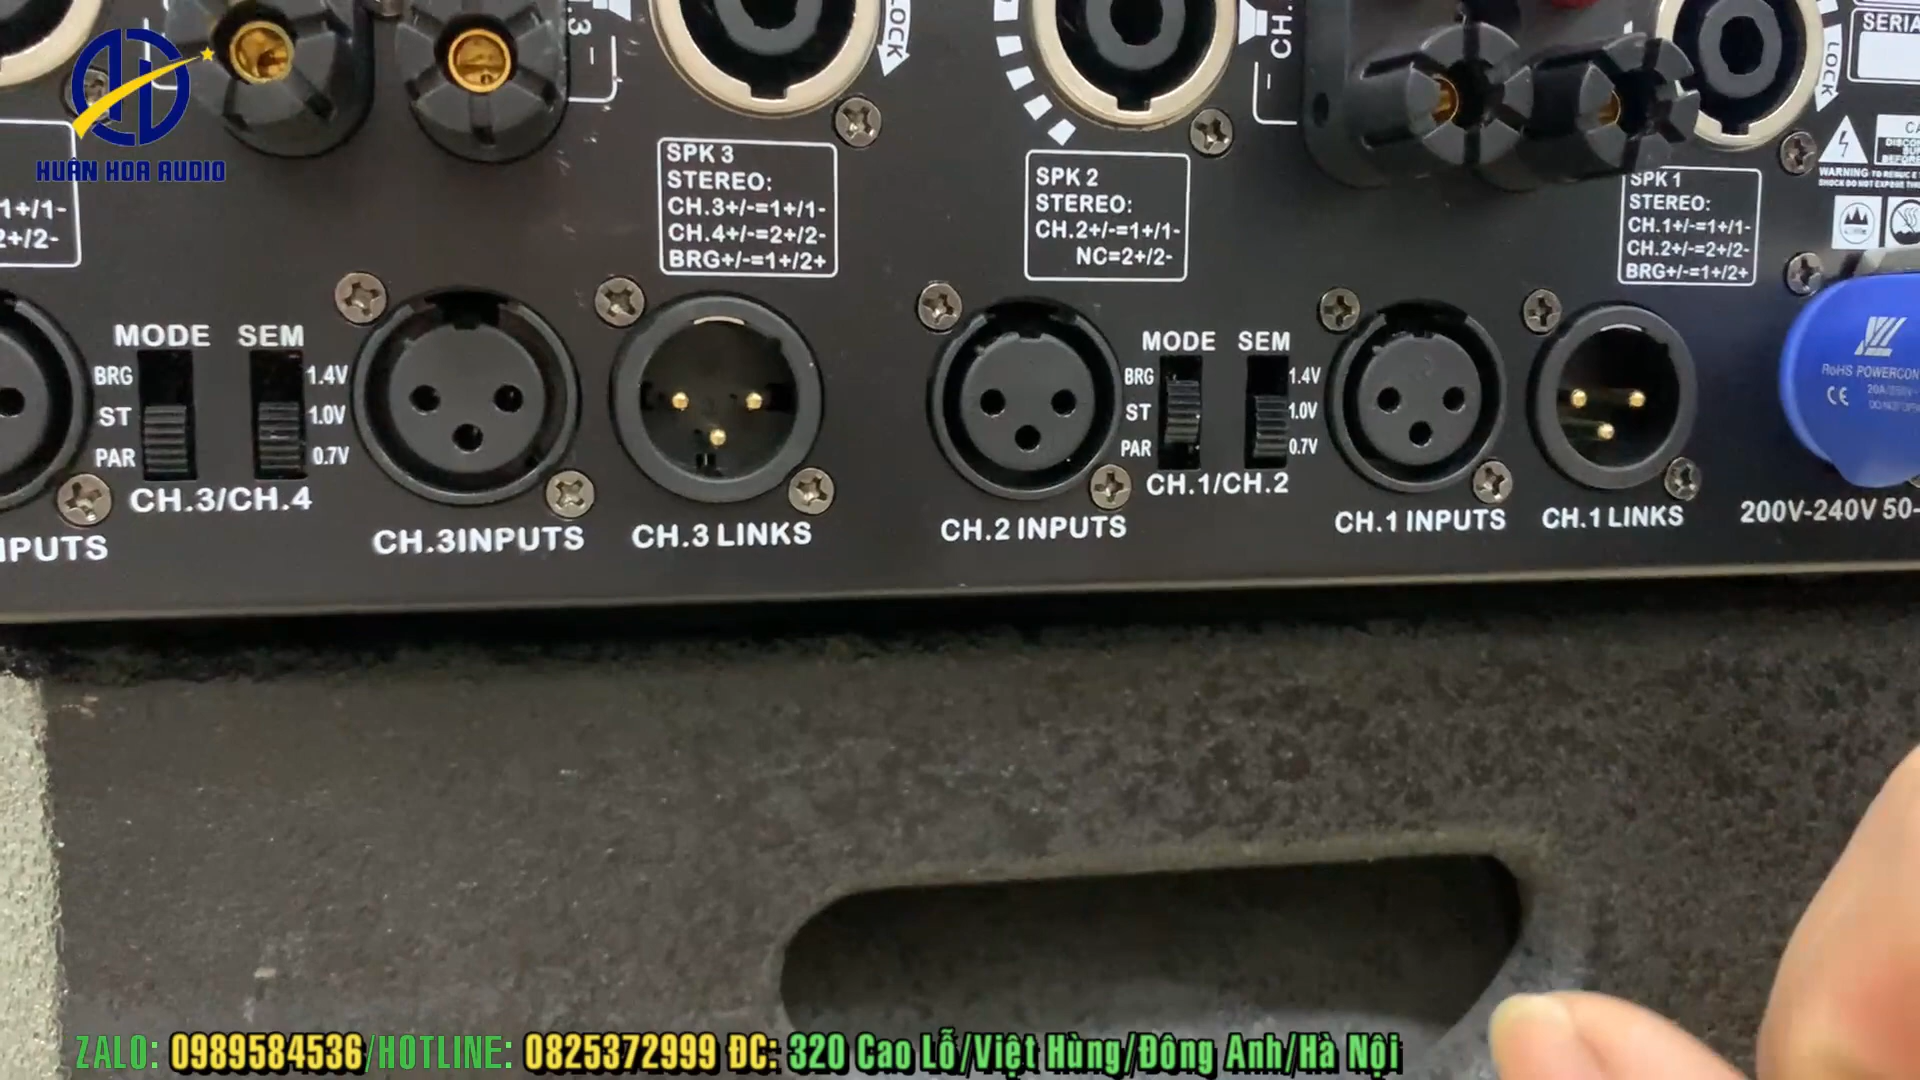 HUÂN HOA AUDIO
3 -
LOCK
- CH.
LOCK
SERIA
WARNING
1+/1-
2+/2-
SPK 3
STEREO:
CH.3+/-=1+/1-
CH.4+/-=2+/2-
BRG+/-=1+/2+
SPK 2
STEREO:
CH.2+/-=1+/1-
NC=2+/2-
SPK 1
STEREO:
CH.1+/-=1+/1-
CH.2+/-=2+/2-
BRG+/-=1+/2+
MODE SEM
BRG 1.4V
ST 1.0V
PAR 0.7V
CH.3/CH.4
MODE SEM
BRG 1.4V
ST 1.0V
PAR 0.7V
CH.1/CH.2
RoHS POWERCON
CE
INPUTS
CH.3INPUTS
CH.3 LINKS
CH.2 INPUTS
CH.1 INPUTS
CH.1 LINKS
200V-240V 50-
ZALO: 0989584536/HOTLINE: 0825372999 ĐC: 320 Cao Lỗ/Việt Hùng/Đông Anh/Hà Nội